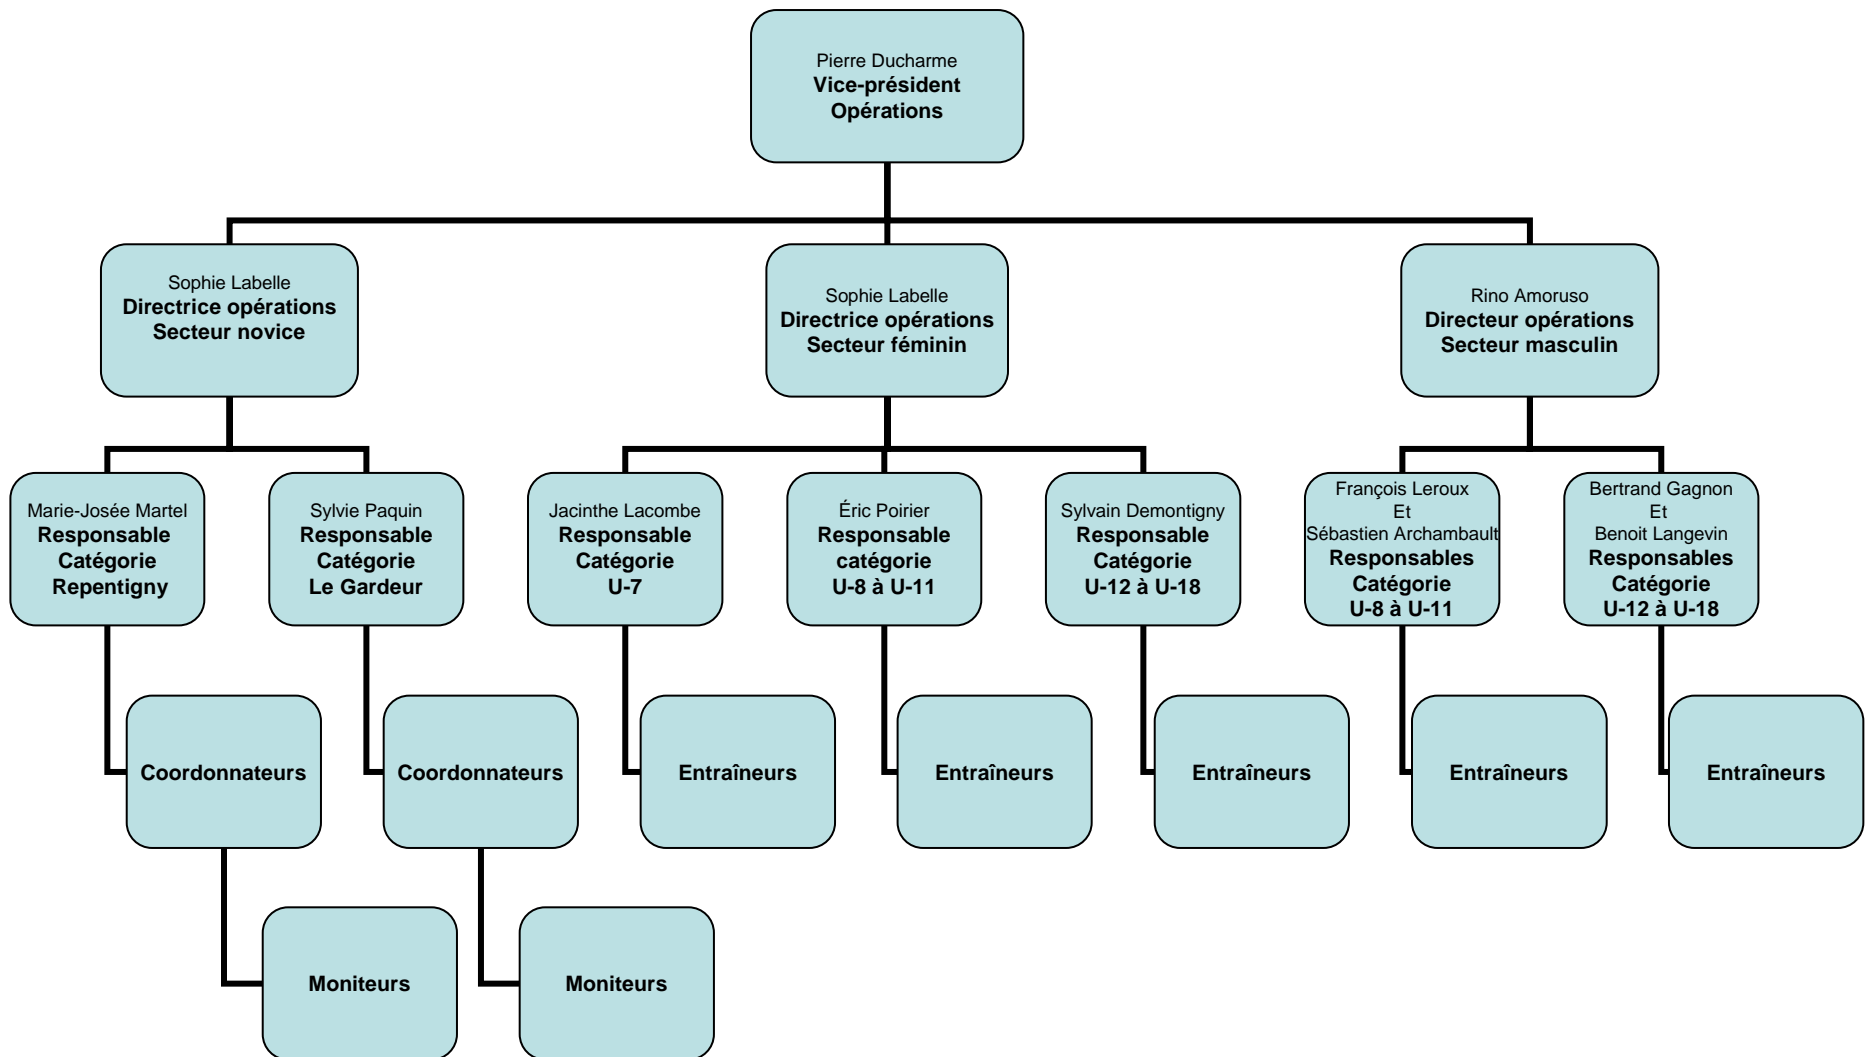 Pierre Ducharme
Vice-président
Opérations
Sophie Labelle
Directrice opérations
Secteur novice
Sophie Labelle
Directrice opérations
Secteur féminin
Rino Amoruso
Directeur opérations
Secteur masculin
Marie-Josée Martel
Responsable
Catégorie
Repentigny
Sylvie Paquin
Responsable
Catégorie
Le Gardeur
Jacinthe Lacombe
Responsable
Catégorie
U-7
Éric Poirier
Responsable
catégorie
U-8 à U-11
Sylvain Demontigny
Responsable
Catégorie
U-12 à U-18
François Leroux
Et
Sébastien Archambault
Responsables
Catégorie
U-8 à U-11
Bertrand Gagnon
Et
Benoit Langevin
Responsables
Catégorie
U-12 à U-18
Coordonnateurs
Coordonnateurs
Entraîneurs
Entraîneurs
Entraîneurs
Entraîneurs
Entraîneurs
Moniteurs
Moniteurs